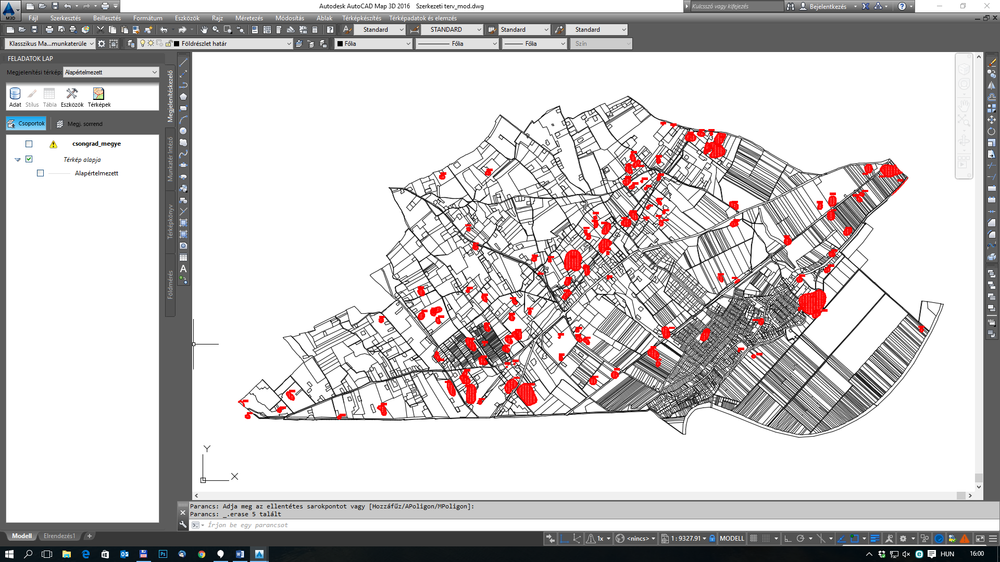 Autodesk AutoCAD Map 3D 2016 Szerkezeti terv_mod.dwg
Kulcsszó vagy kifejezés
Bejelentkezés
M3D
Fájl Szerkesztés Beillesztés Formátum Eszközök Rajz Méretezés Módosítás Ablak Térképkészítés Térképadatok és elemzés
Standard STANDARD Standard Standard
Klasszikus Ma...munkaterüle Földrészlet határ Fólia Fólia Fólia Szín
FELADATOK LAP
Megjelenítési térkép: Alapértelmezett
Adat Stílus Tábla Eszközök Térképek
Csoportok Megj. sorrend
csongrad_megye
Térkép alapja
Alapértelmezett
Megjelenítéskezelő
Munkatér Intéző
Térképkönyv
Földmérés
A
Y
X
Parancs: Adja meg az ellentétes sarokpontot vagy [Hozzáfűz/APoligon/MPoligon]:
Parancs: _.erase 5 talált
Írjon be egy parancsot
Modell Elrendezés1 +
1x <nincs> 1 : 9327.91 MODELL
HUN 16:00